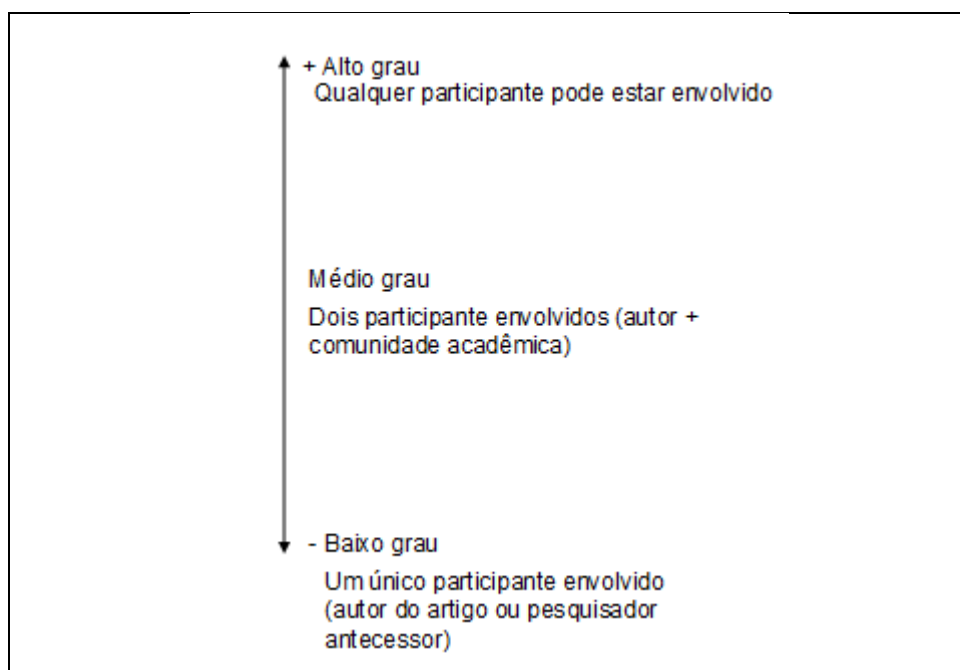 + Alto grau
Qualquer participante pode estar envolvido
Médio grau
Dois participante envolvidos (autor +
comunidade acadêmica)
- Baixo grau
Um único participante envolvido
(autor do artigo ou pesquisador
antecessor)